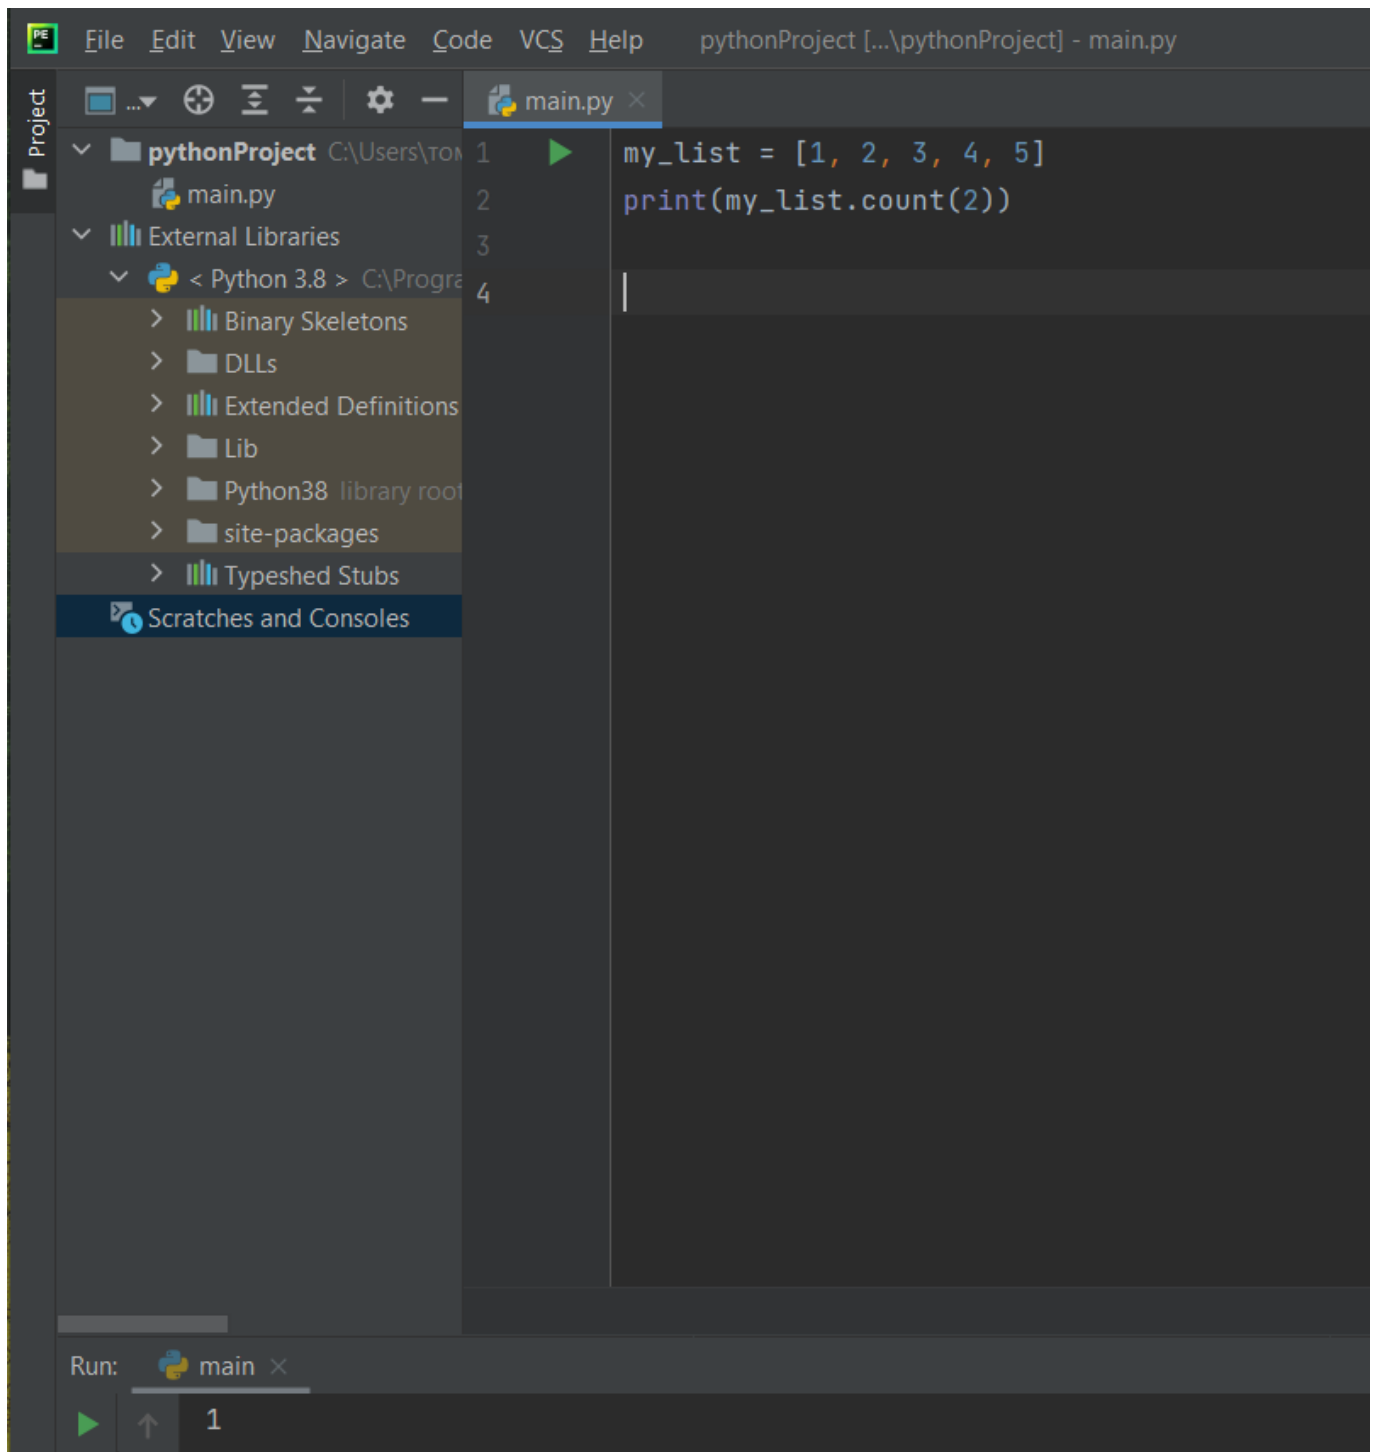 PE
File Edit View Navigate Code VCS Help pythonProject [...\pythonProject] - main.py
Project
...
main.py
pythonProject C:\Users\том
main.py
External Libraries
< Python 3.8 > C:\Progra
Binary Skeletons
DLLs
Extended Definitions
Lib
Python38 library root
site-packages
Typeshed Stubs
Scratches and Consoles
1 my_list = [1, 2, 3, 4, 5]
2 print(my_list.count(2))
3
4
Run: main
1